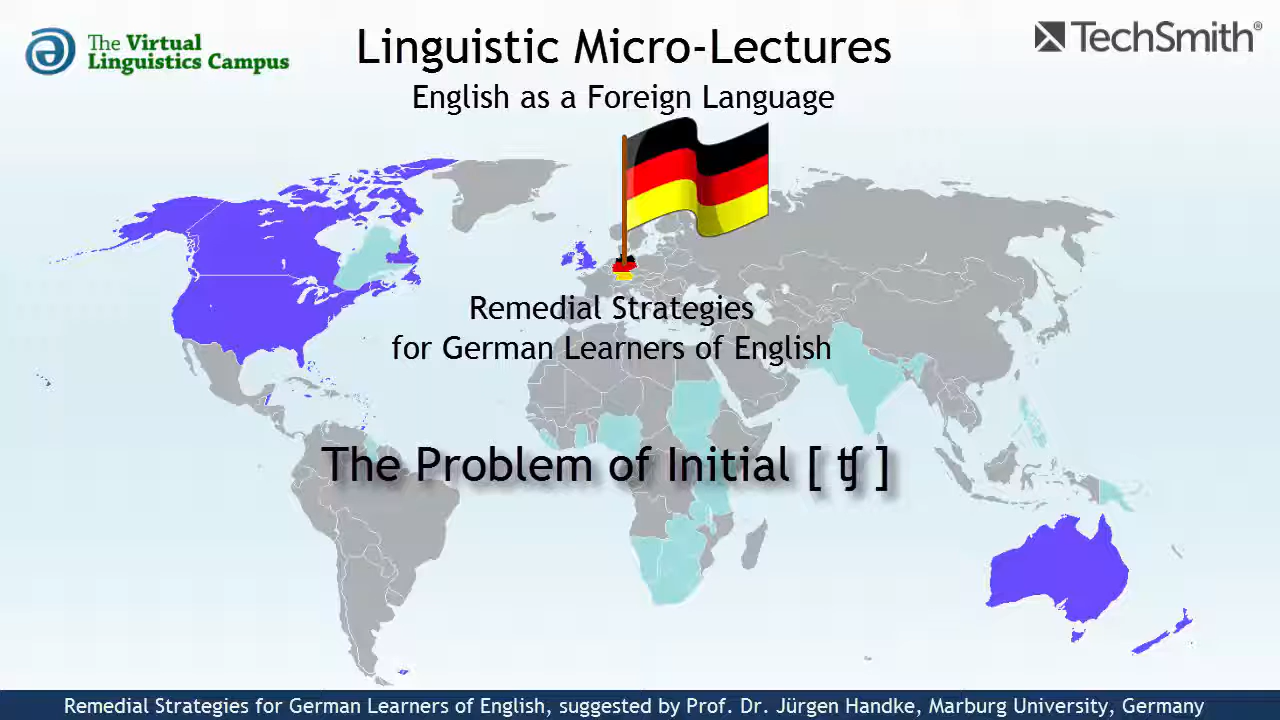 The Virtual
Linguistics Campus
Linguistic Micro-Lectures
English as a Foreign Language
TechSmith®
Remedial Strategies
for German Learners of English
The Problem of Initial [ ʧ ]
Remedial Strategies for German Learners of English, suggested by Prof. Dr. Jürgen Handke, Marburg University, Germany